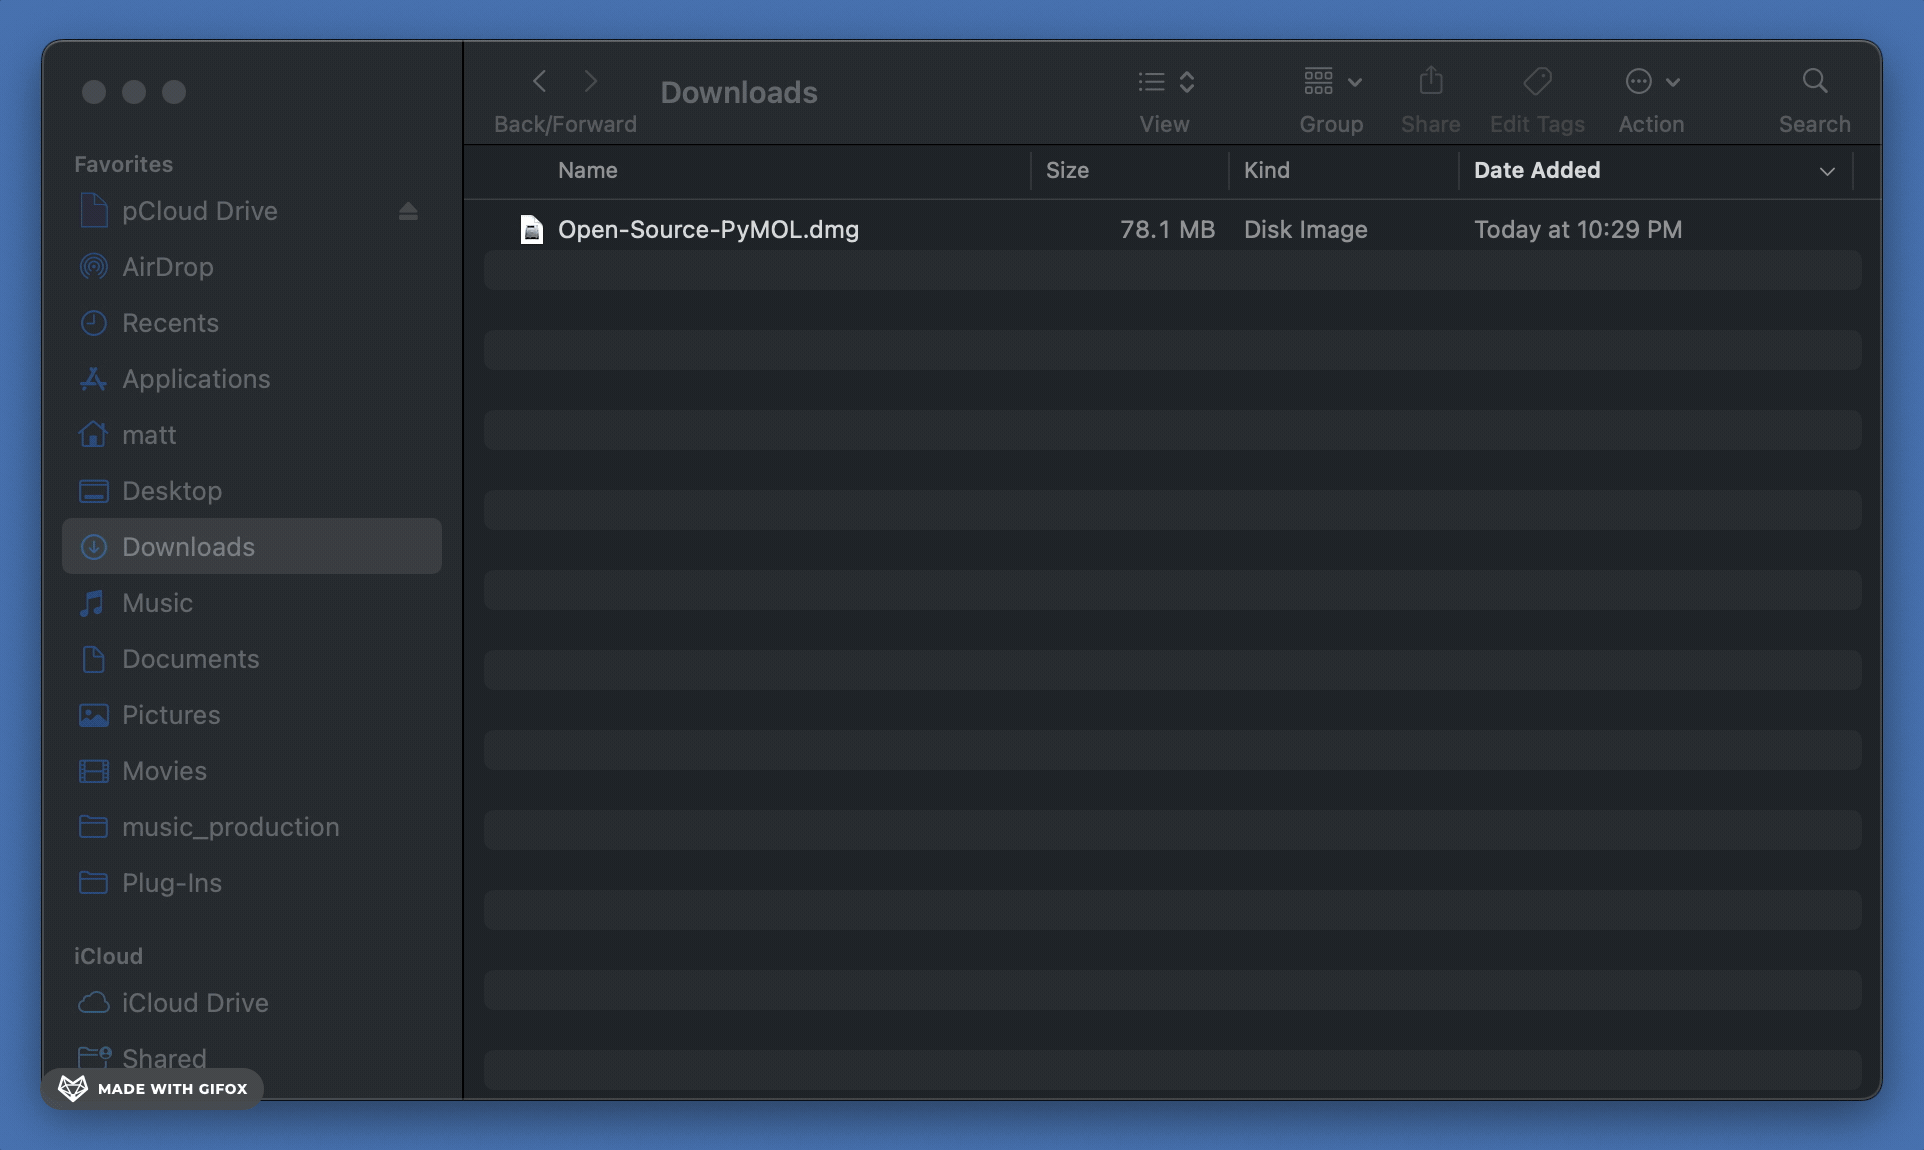 Downloads
Back/Forward
View
Group
Share
Edit Tags
Action
Search
Favorites
pCloud Drive
AirDrop
Recents
Applications
matt
Desktop
Downloads
Music
Documents
Pictures
Movies
music_production
Plug-Ins
iCloud
iCloud Drive
Shared
Name Size Kind Date Added
Open-Source-PyMOL.dmg 78.1 MB Disk Image Today at 10:29 PM
MADE WITH GIFOX